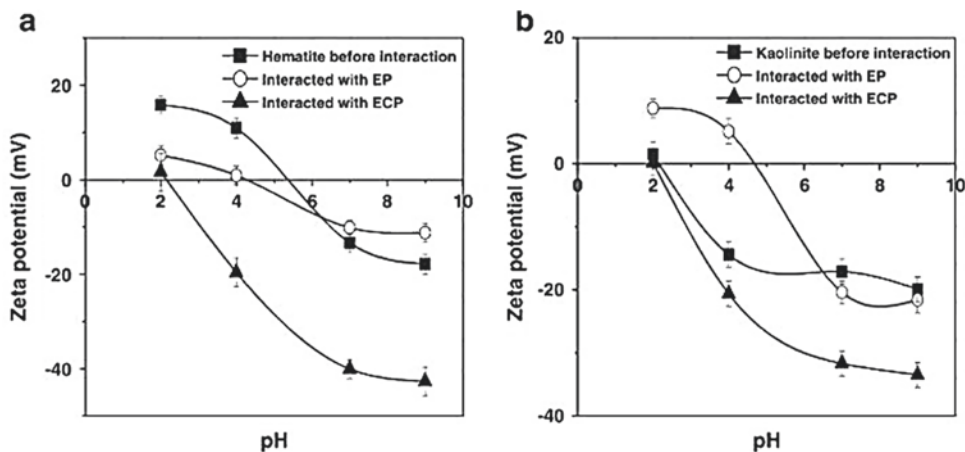 a
Hematite before interaction
Interacted with EP
Interacted with ECP
20
0
-20
-40
0 2 4 6 8 10
Zeta potential (mV)
pH
b
Kaolinite before interaction
Interacted with EP
Interacted with ECP
20
10
0
-20
-40
0 2 4 6 8 10
Zeta potential (mV)
pH